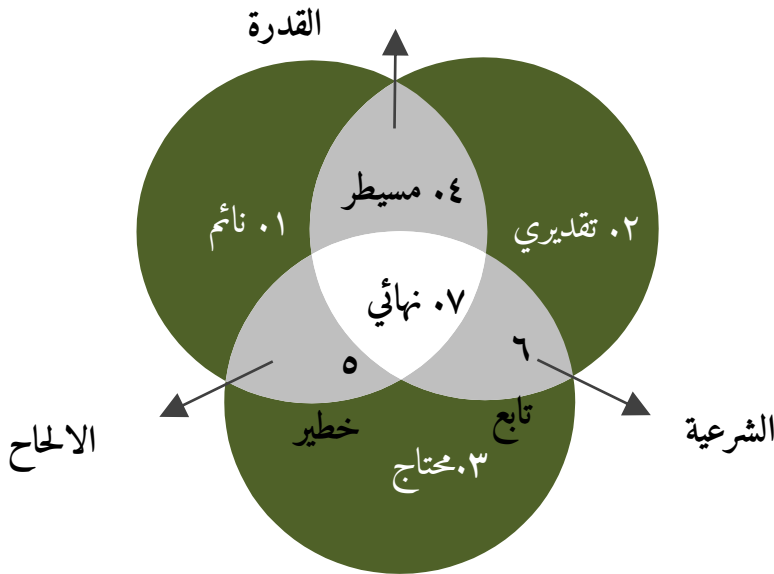 القدرة
٠٤ مسيطر
٠١ نائم
٠٢ تقديري
٠٧ نهائي
٦
٥
تابع
خطير
الشرعية
الالحاح
٠٣محتاج